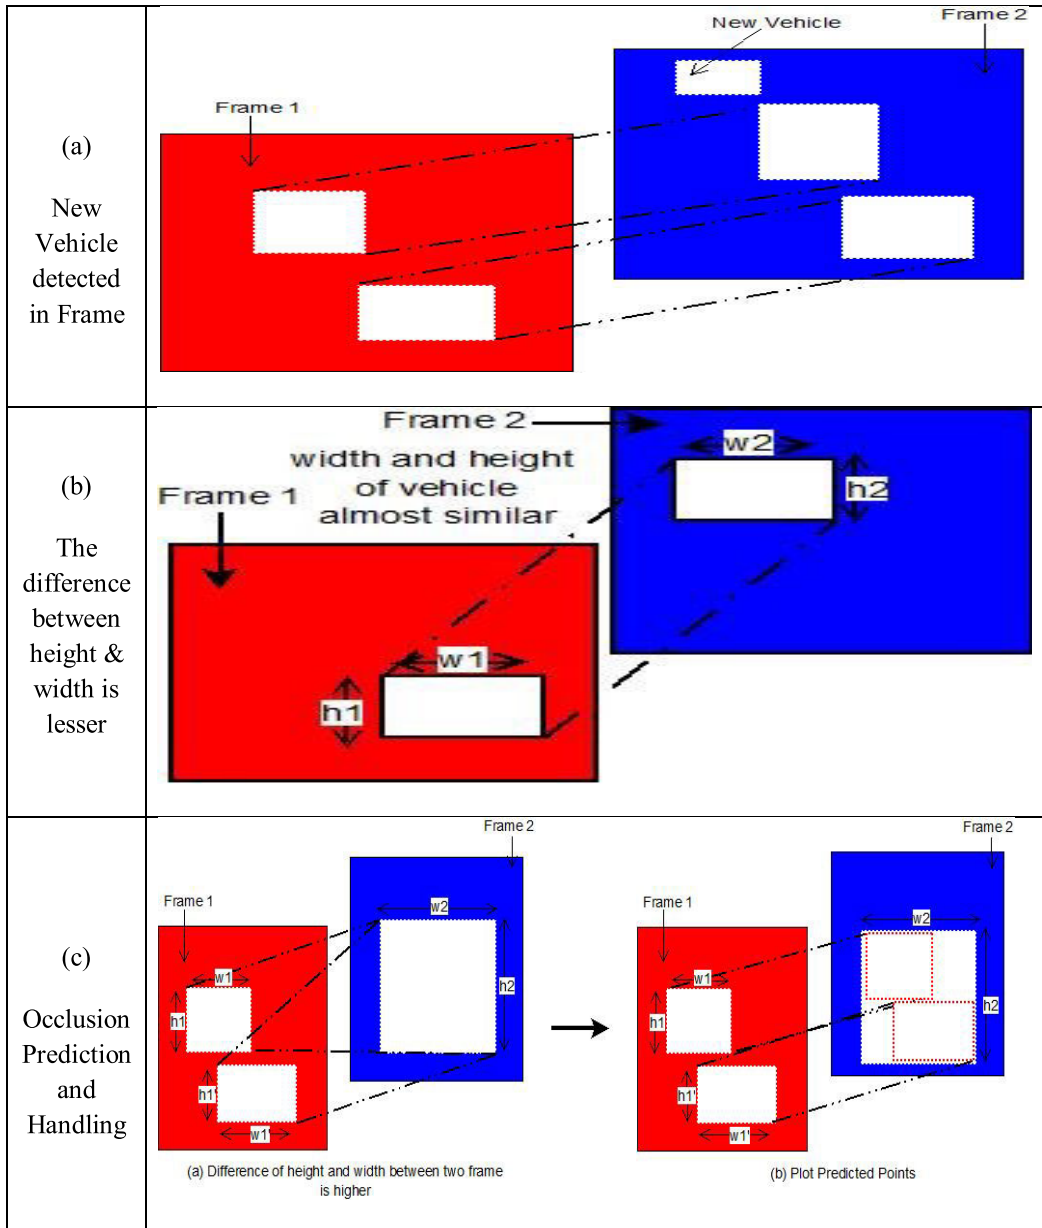 (a)
New
Vehicle
detected
in Frame
New Vehicle
Frame 2
Frame 1
(b)
The
difference
between
height &
width is
lesser
Frame 2
width and height
of vehicle
almost similar
Frame 1
w2
h2
w1
h1
(c)
Occlusion
Prediction
and
Handling
Frame 2
Frame 1
w2
h2
w1
h1
h1'
w1'
(a) Difference of height and width between two frame
is higher
Frame 2
Frame 1
w2
h2
w1
h1
h1'
w1'
(b) Plot Predicted Points